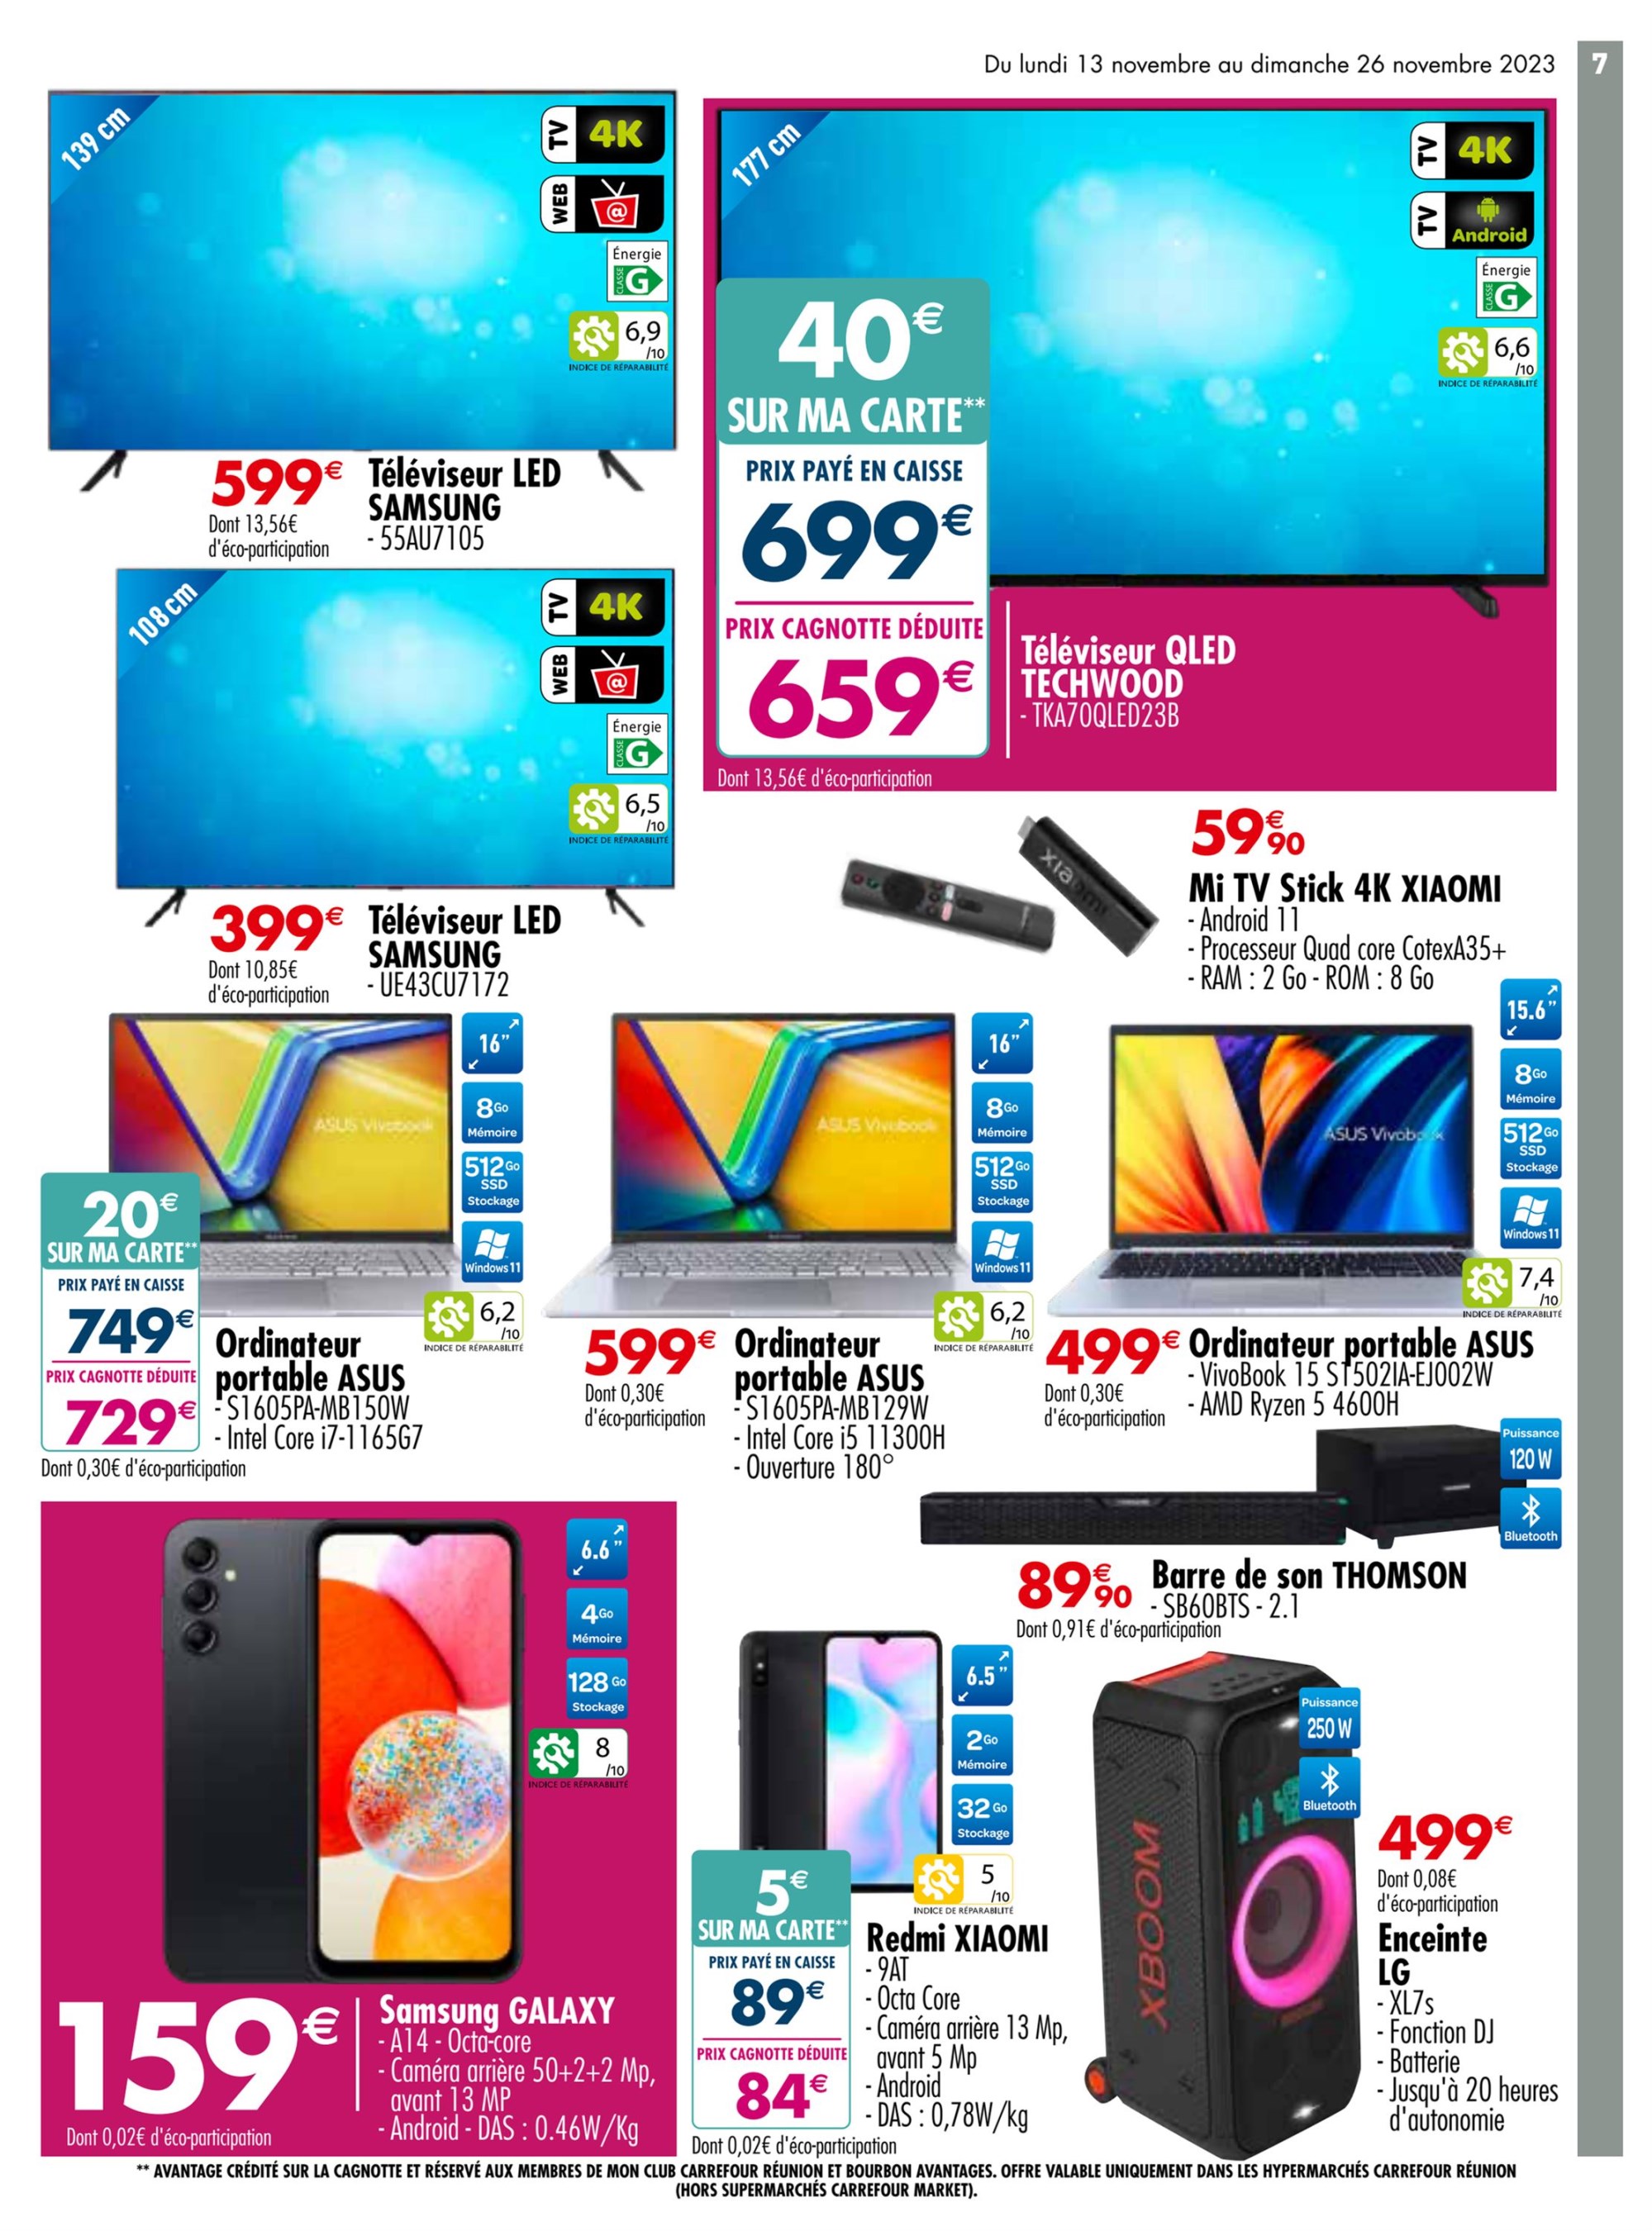 Du lundi 13 novembre au dimanche 26 novembre 2023
7
139 cm
TV 4K
WEB @
Énergie
CLASSE G
6,9
/10
INDICE DE RÉPARABILITÉ
599€
Dont 13,56€
d'éco-participation
Téléviseur LED
SAMSUNG
- 55AU7105
177 cm
TV 4K
TV Android
Énergie
CLASSE G
6,6
/10
INDICE DE RÉPARABILITÉ
40€
SUR MA CARTE**
PRIX PAYÉ EN CAISSE
699€
PRIX CAGNOTTE DÉDUITE
659€
Dont 13,56€ d'éco-participation
Téléviseur QLED
TECHWOOD
- TKA70QLED23B
108 cm
TV 4K
WEB @
Énergie
CLASSE G
6,5
/10
INDICE DE RÉPARABILITÉ
399€
Dont 10,85€
d'éco-participation
Téléviseur LED
SAMSUNG
- UE43CU7172
xiaomi
59€90
Mi TV Stick 4K XIAOMI
- Android 11
- Processeur Quad core CotexA35+
- RAM : 2 Go - ROM : 8 Go
ASUS Vivobook
16”
8Go
Mémoire
512Go
SSD
Stockage
Windows 11
6,2
/10
INDICE DE RÉPARABILITÉ
20€
SUR MA CARTE**
PRIX PAYÉ EN CAISSE
749€
PRIX CAGNOTTE DÉDUITE
729€
Dont 0,30€ d'éco-participation
Ordinateur
portable ASUS
- S1605PA-MB150W
- Intel Core i7-1165G7
ASUS Vivobook
16”
8Go
Mémoire
512Go
SSD
Stockage
Windows 11
6,2
/10
INDICE DE RÉPARABILITÉ
599€
Dont 0,30€
d'éco-participation
Ordinateur
portable ASUS
- S1605PA-MB129W
- Intel Core i5 11300H
- Ouverture 180°
ASUS Vivobook
15.6”
8Go
Mémoire
512Go
SSD
Stockage
Windows 11
7,4
/10
INDICE DE RÉPARABILITÉ
499€
Dont 0,30€
d'éco-participation
Ordinateur portable ASUS
- VivoBook 15 S1502IA-EJ002W
- AMD Ryzen 5 4600H
Puissance
120 W
Bluetooth
89€90
Dont 0,91€ d'éco-participation
Barre de son THOMSON
- SB60BTS - 2.1
6.6”
4Go
Mémoire
128 Go
Stockage
8
/10
INDICE DE RÉPARABILITÉ
159€
Dont 0,02€ d'éco-participation
Samsung GALAXY
- A14 - Octa-core
- Caméra arrière 50+2+2 Mp,
avant 13 MP
- Android - DAS : 0.46W/Kg
6.5”
2Go
Mémoire
32 Go
Stockage
5
/10
INDICE DE RÉPARABILITÉ
5€
SUR MA CARTE**
PRIX PAYÉ EN CAISSE
89€
PRIX CAGNOTTE DÉDUITE
84€
Dont 0,02€ d'éco-participation
Redmi XIAOMI
- 9AT
- Octa Core
- Caméra arrière 13 Mp,
avant 5 Mp
- Android
- DAS : 0,78W/kg
XBOOM
Puissance
250 W
Bluetooth
499€
Dont 0,08€
d'éco-participation
Enceinte
LG
- XL7s
- Fonction DJ
- Batterie
- Jusqu'à 20 heures
d'autonomie
** AVANTAGE CRÉDITÉ SUR LA CAGNOTTE ET RÉSERVÉ AUX MEMBRES DE MON CLUB CARREFOUR RÉUNION ET BOURBON AVANTAGES. OFFRE VALABLE UNIQUEMENT DANS LES HYPERMARCHÉS CARREFOUR RÉUNION
(HORS SUPERMARCHÉS CARREFOUR MARKET).